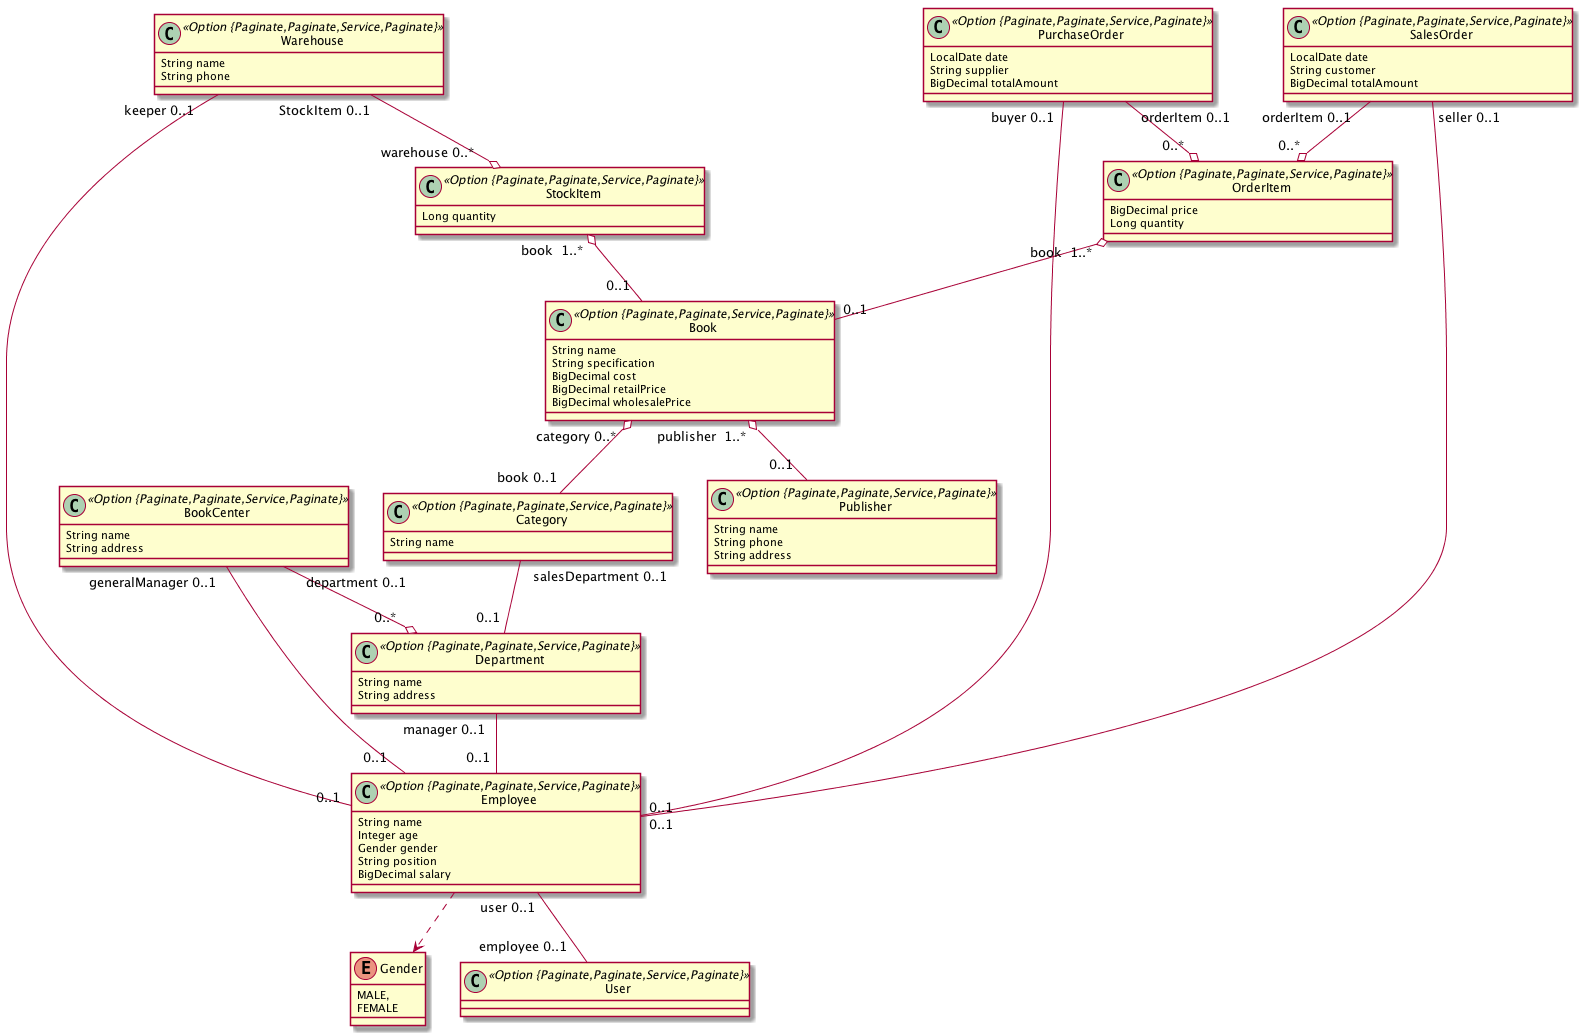 C
«Option {Paginate,Paginate,Service,Paginate}»
Warehouse
String name
String phone
C
«Option {Paginate,Paginate,Service,Paginate}»
PurchaseOrder
LocalDate date
String supplier
BigDecimal totalAmount
C
«Option {Paginate,Paginate,Service,Paginate}»
SalesOrder
LocalDate date
String customer
BigDecimal totalAmount
keeper 0..1
StockItem 0..1
buyer 0..1
orderItem 0..1
orderItem 0..1
seller 0..1
warehouse 0..*
0..*
0..*
C
«Option {Paginate,Paginate,Service,Paginate}»
StockItem
Long quantity
C
«Option {Paginate,Paginate,Service,Paginate}»
OrderItem
BigDecimal price
Long quantity
book 1..*
book 1..*
0..1
0..1
C
«Option {Paginate,Paginate,Service,Paginate}»
Book
String name
String specification
BigDecimal cost
BigDecimal retailPrice
BigDecimal wholesalePrice
category 0..*
publisher 1..*
book 0..1
0..1
C
«Option {Paginate,Paginate,Service,Paginate}»
BookCenter
String name
String address
C
«Option {Paginate,Paginate,Service,Paginate}»
Category
String name
C
«Option {Paginate,Paginate,Service,Paginate}»
Publisher
String name
String phone
String address
generalManager 0..1
department 0..1
salesDepartment 0..1
0..*
0..1
C
«Option {Paginate,Paginate,Service,Paginate}»
Department
String name
String address
manager 0..1
0..1
0..1
0..1
0..1
0..1
C
«Option {Paginate,Paginate,Service,Paginate}»
Employee
String name
Integer age
Gender gender
String position
BigDecimal salary
user 0..1
employee 0..1
E
Gender
MALE,
FEMALE
C
«Option {Paginate,Paginate,Service,Paginate}»
User